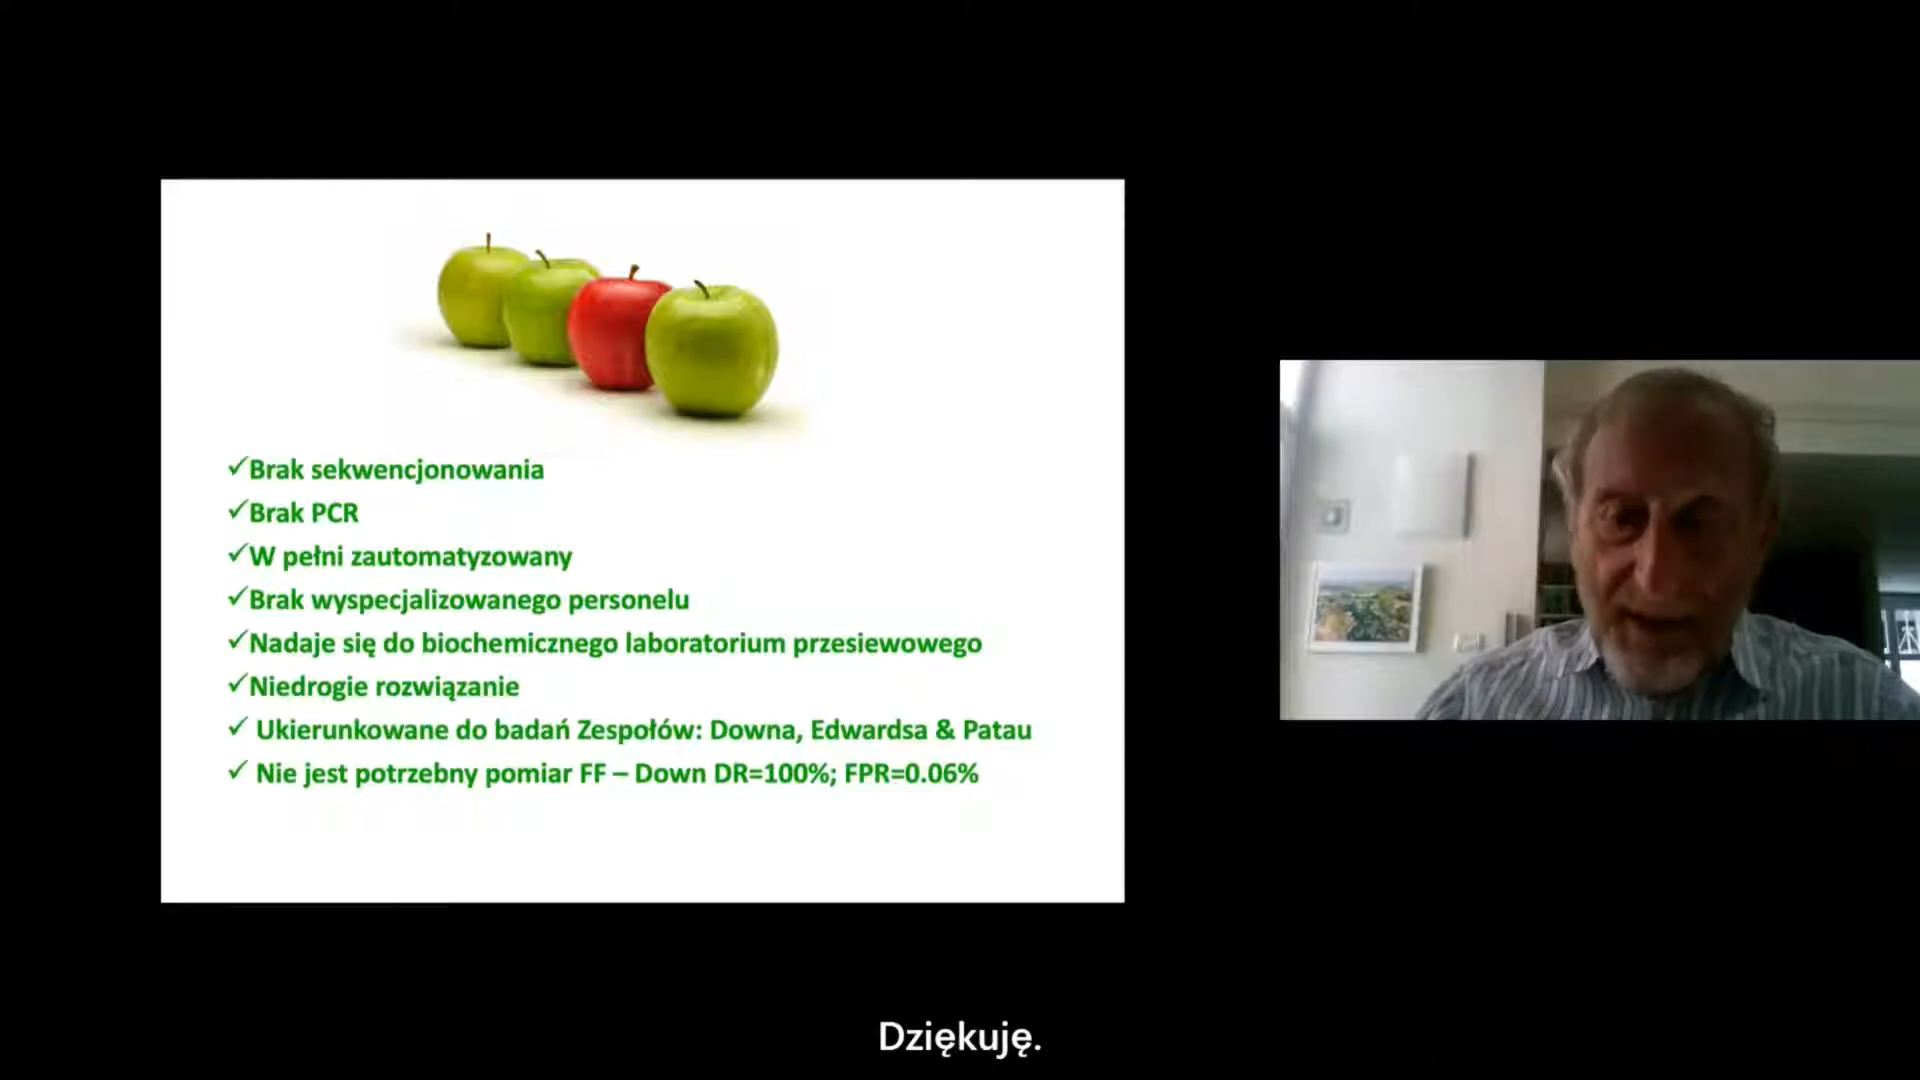 ✓Brak sekwencjonowania
✓Brak PCR
✓W pełni zautomatyzowany
✓Brak wyspecjalizowanego personelu
✓Nadaje się do biochemicznego laboratorium przesiewowego
✓Niedrogie rozwiązanie
✓ Ukierunkowane do badań Zespołów: Downa, Edwardsa & Patau
✓ Nie jest potrzebny pomiar FF – Down DR=100%; FPR=0.06%
Dziękuję.